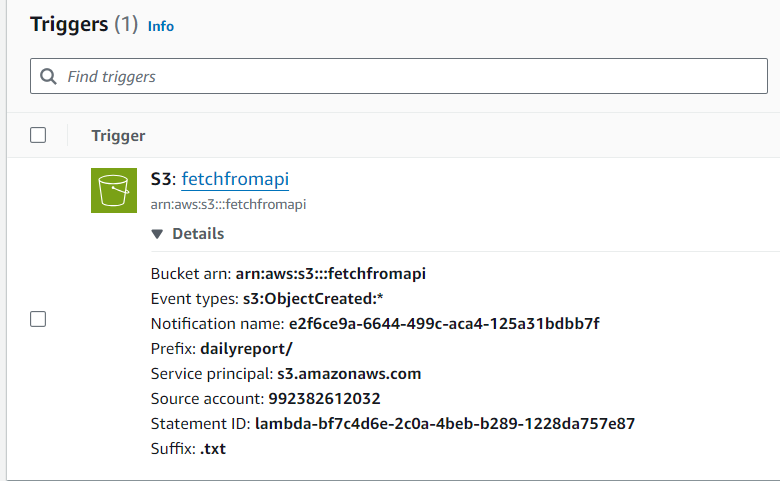 Triggers (1) Info
Find triggers
Trigger
S3: fetchfromapi
arn:aws:s3:::fetchfromapi
▼ Details
Bucket arn: arn:aws:s3:::fetchfromapi
Event types: s3:ObjectCreated:*
Notification name: e2f6ce9a-6644-499c-aca4-125a31bdbb7f
Prefix: dailyreport/
Service principal: s3.amazonaws.com
Source account: 992382612032
Statement ID: lambda-bf7c4d6e-2c0a-4beb-b289-1228da757e87
Suffix: .txt